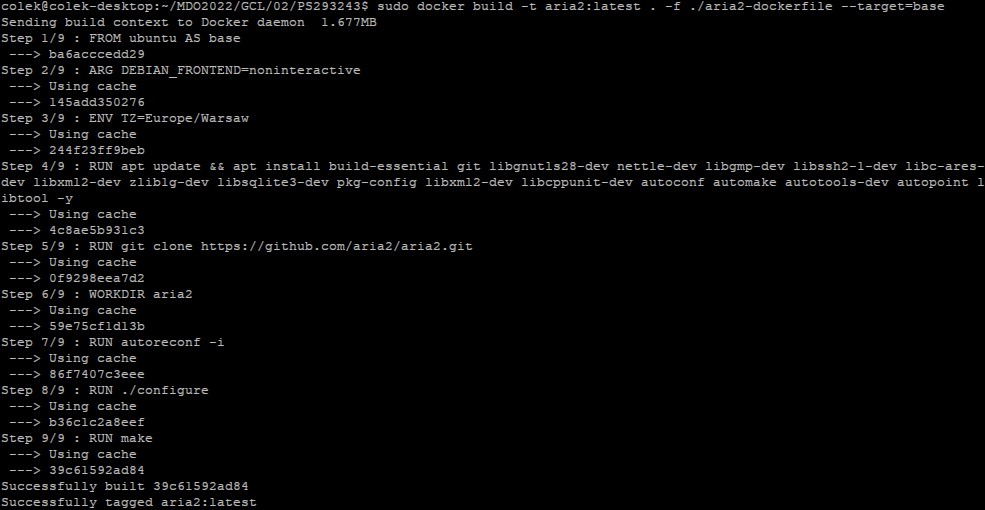 colek@colek-desktop:~/MDO2022/GCL/02/PS293243$ sudo docker build -t aria2:latest . -f ./aria2-dockerfile --target=base
Sending build context to Docker daemon  1.677MB
Step 1/9 : FROM ubuntu AS base
 ---> ba6acccedd29
Step 2/9 : ARG DEBIAN_FRONTEND=noninteractive
 ---> Using cache
 ---> 145add350276
Step 3/9 : ENV TZ=Europe/Warsaw
 ---> Using cache
 ---> 244f23ff9beb
Step 4/9 : RUN apt update && apt install build-essential git libgnutls28-dev nettle-dev libgmp-dev libssh2-1-dev libc-ares-
dev libxml2-dev zlib1g-dev libsqlite3-dev pkg-config libxml2-dev libcppunit-dev autoconf automake autotools-dev autopoint l
ibtool -y
 ---> Using cache
 ---> 4c8ae5b931c3
Step 5/9 : RUN git clone https://github.com/aria2/aria2.git
 ---> Using cache
 ---> 0f9298eea7d2
Step 6/9 : WORKDIR aria2
 ---> Using cache
 ---> 59e75cf1d13b
Step 7/9 : RUN autoreconf -i
 ---> Using cache
 ---> 86f7407c3eee
Step 8/9 : RUN ./configure
 ---> Using cache
 ---> b36c1c2a8eef
Step 9/9 : RUN make
 ---> Using cache
 ---> 39c61592ad84
Successfully built 39c61592ad84
Successfully tagged aria2:latest